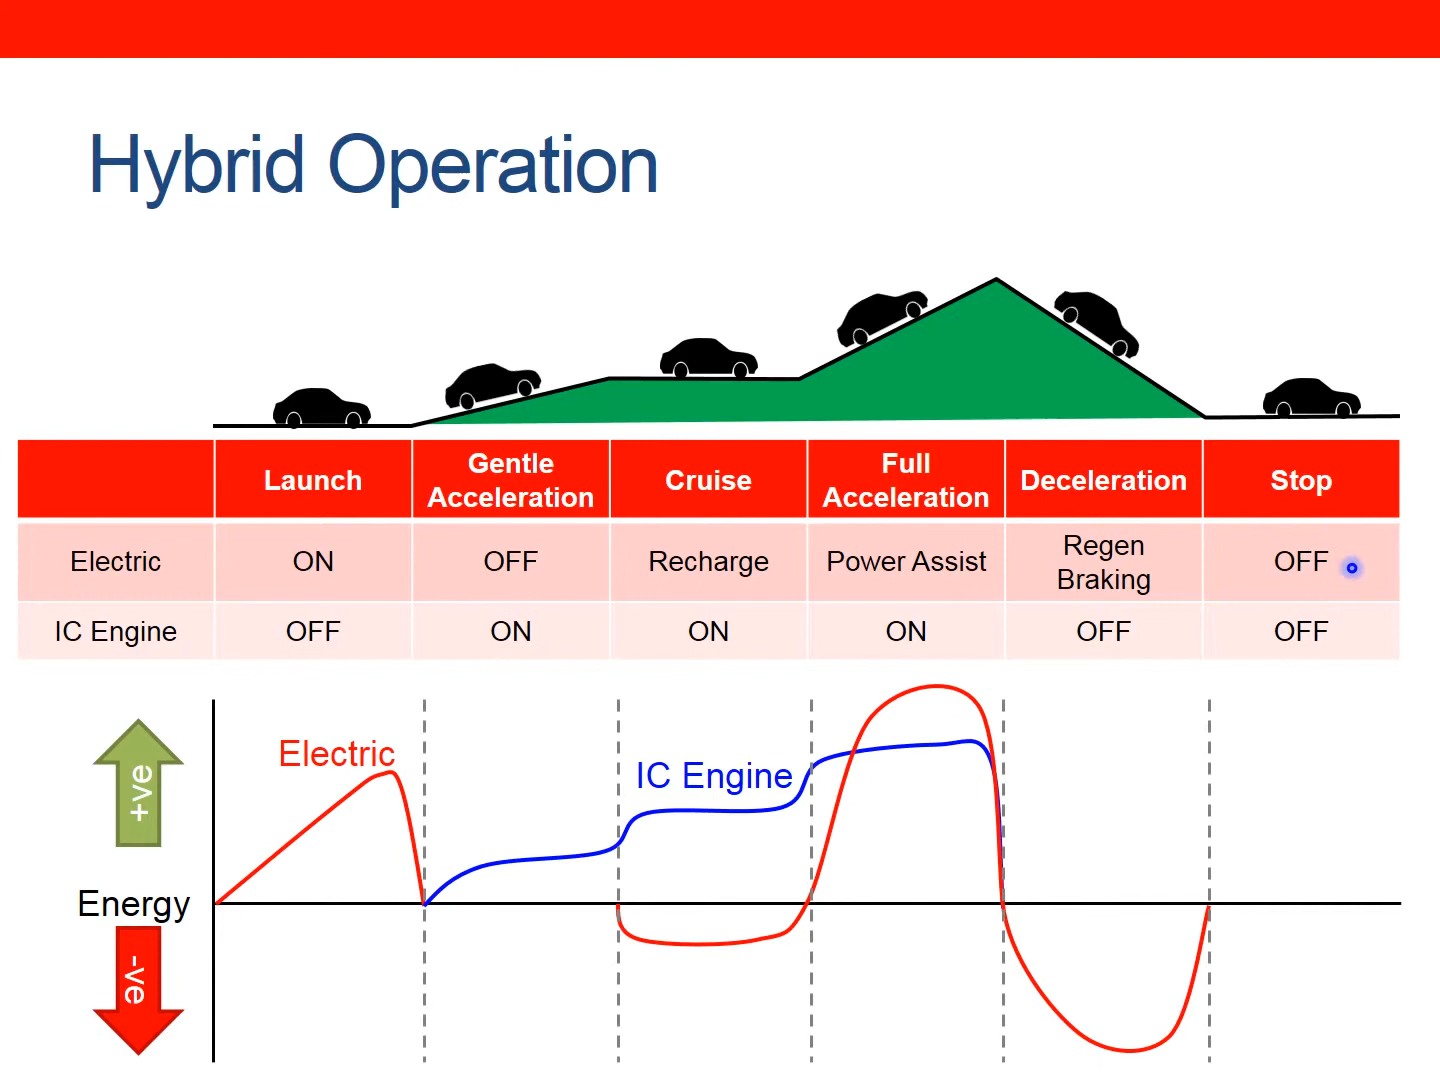 Hybrid Operation
Launch
Gentle
Acceleration
Cruise
Full
Acceleration
Deceleration
Stop
Electric
ON
OFF
Recharge
Power Assist
Regen
Braking
OFF
IC Engine
OFF
ON
ON
ON
OFF
OFF
+ve
Electric
IC Engine
Energy
-ve